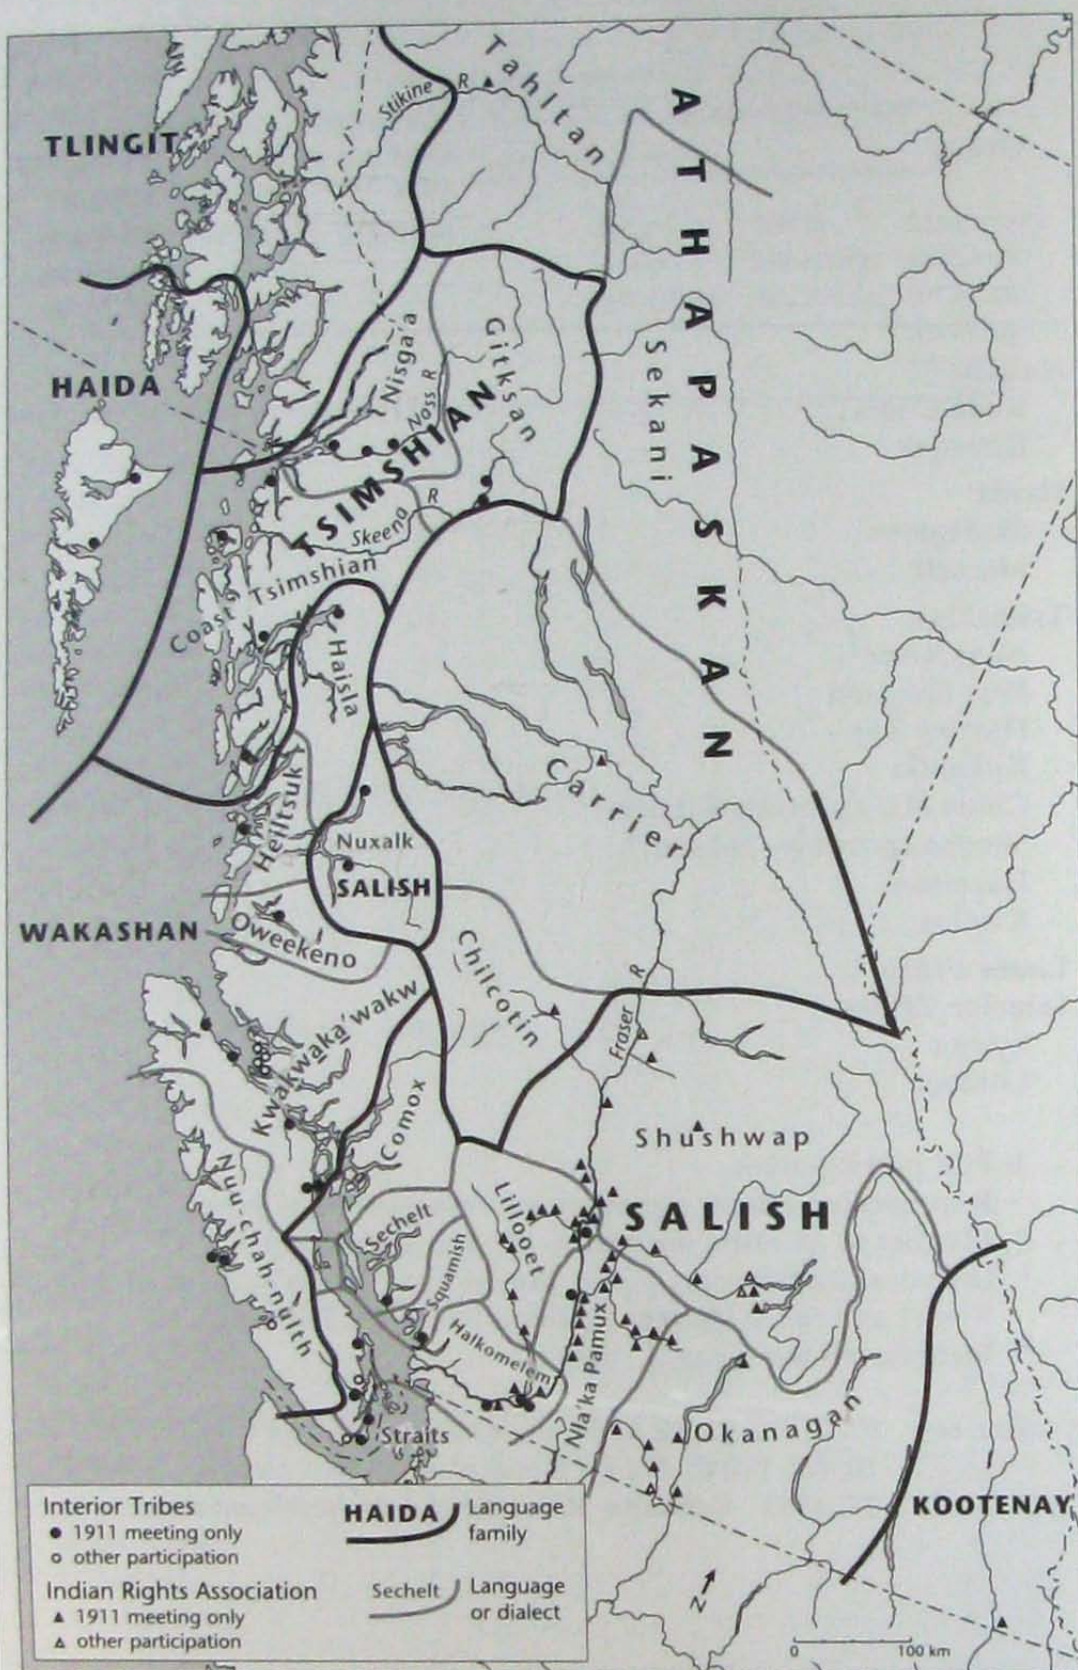 Tahltan
Stikine
R
ATHAPASKAN
TLINGIT
Nisga'a
Gitksan
Sekani
HAIDA
Nass R
TSIMSHIAN
Skeena
R
Coast Tsimshian
Haisla
Carrier
Heiltsuk
Nuxalk
SALISH
WAKASHAN
Oweekeno
Chilcotin
Kwakwaka'wakw
Fraser R
Comox
Shushwap
Nuu-chah-nulth
Lillooet
SALISH
Sechelt
Squamish
Halkomelem
Nla'ka Pamux
Okanagan
Straits
KOOTENAY
Interior Tribes
1911 meeting only
other participation
Indian Rights Association
1911 meeting only
other participation
HAIDA
Language
family
Sechelt
Language
or dialect
N
0 100 km